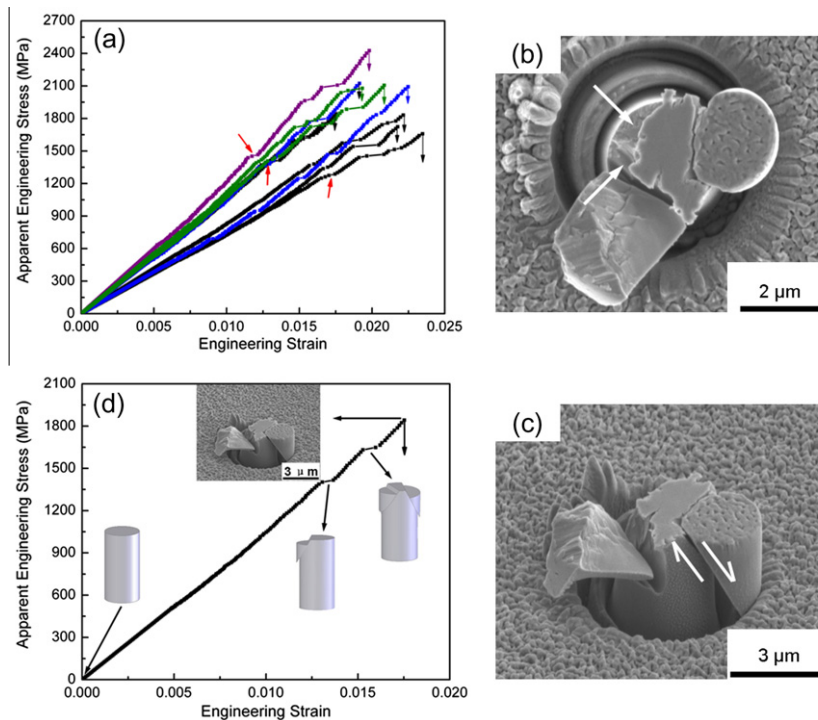 (a)
2700
2400
2100
1800
1500
1200
900
600
300
0
Apparent Engineering Stress (MPa)
0.000 0.005 0.010 0.015 0.020 0.025
Engineering Strain
(b)
2 μm
(d)
2100
1800
1500
1200
900
600
300
0
Apparent Engineering Stress (MPa)
3 μm
0.000 0.005 0.010 0.015 0.020
Engineering Strain
(c)
3 μm